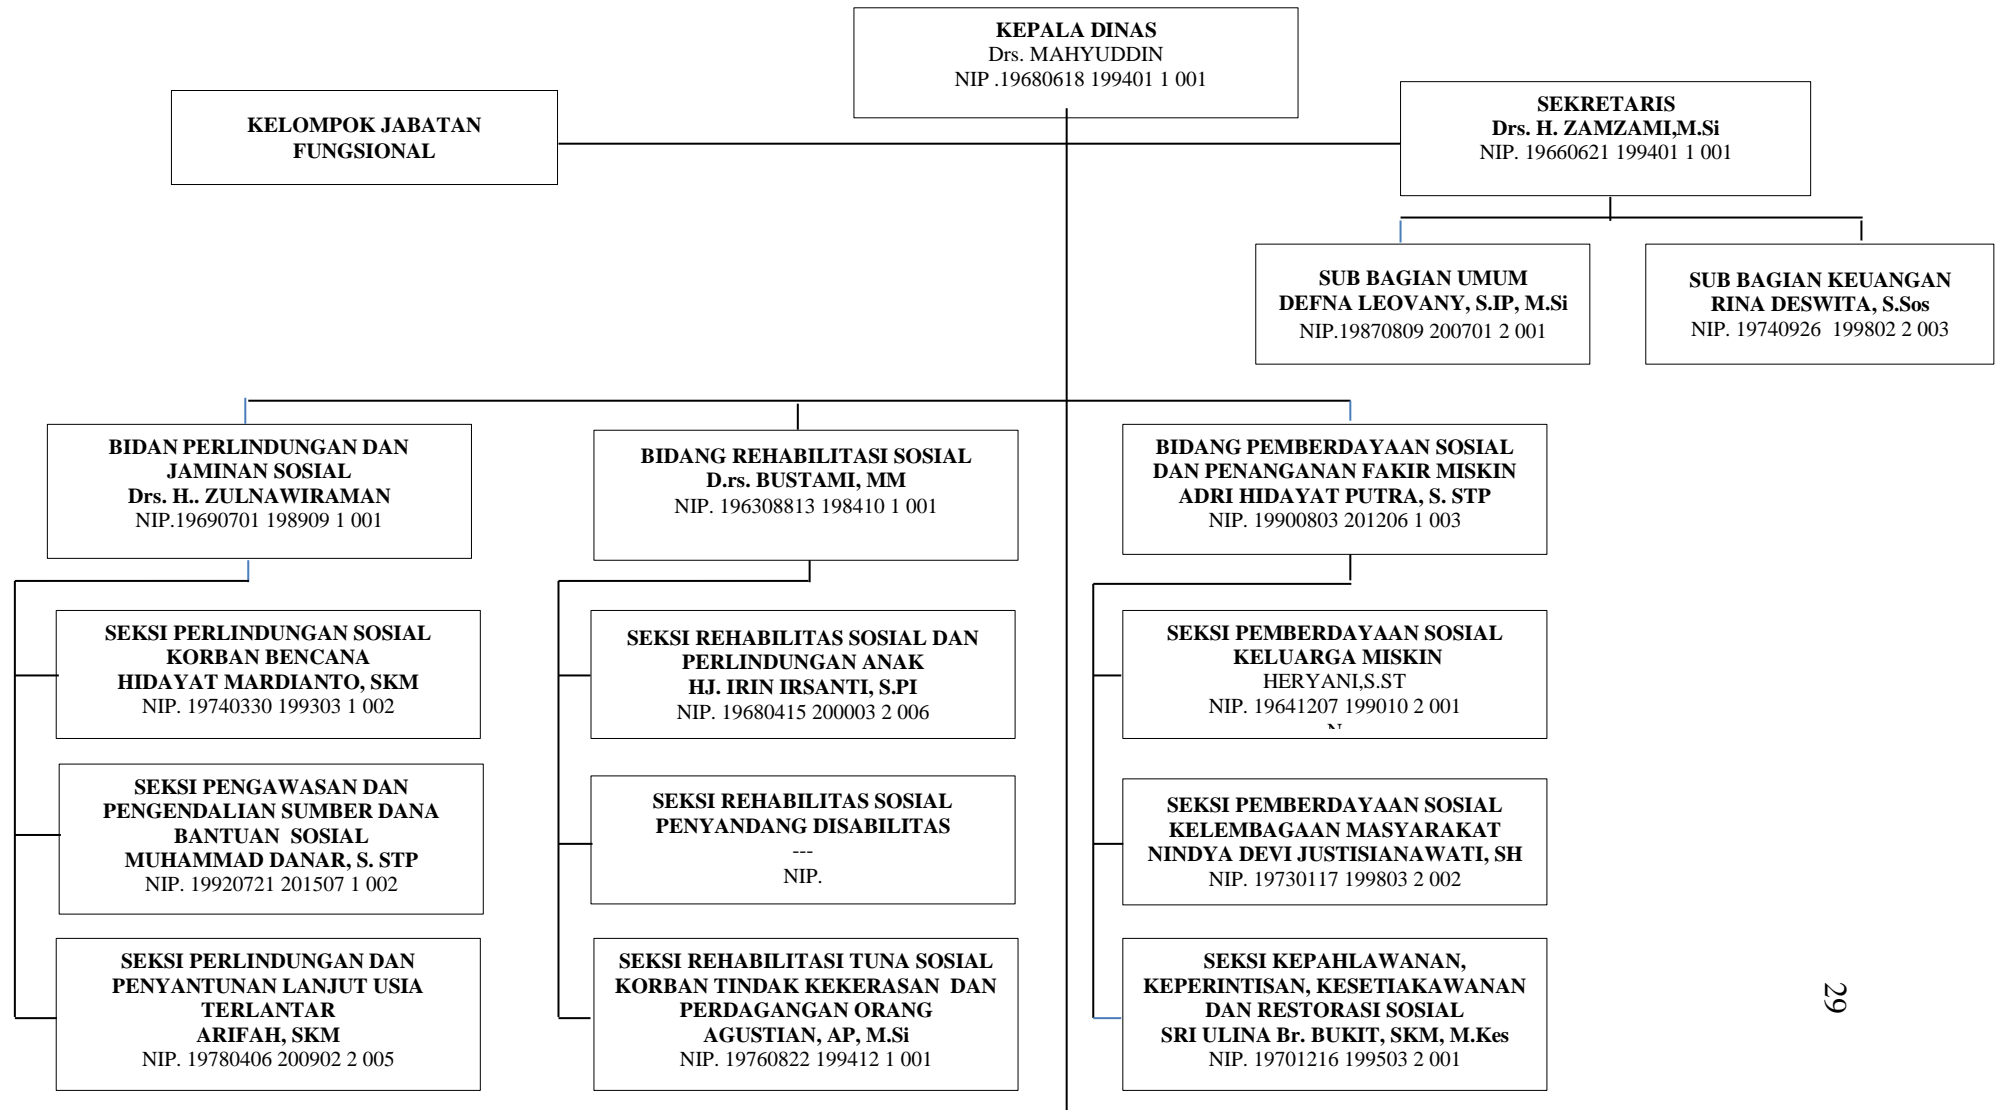 KEPALA DINAS
Drs. MAHYUDDIN
NIP .19680618 199401 1 001
KELOMPOK JABATAN
FUNGSIONAL
SEKRETARIS
Drs. H. ZAMZAMI,M.Si
NIP. 19660621 199401 1 001
SUB BAGIAN UMUM
DEFNA LEOVANY, S.IP, M.Si
NIP.19870809 200701 2 001
SUB BAGIAN KEUANGAN
RINA DESWITA, S.Sos
NIP. 19740926  199802 2 003
BIDAN PERLINDUNGAN DAN
JAMINAN SOSIAL
Drs. H.. ZULNAWIRAMAN
NIP.19690701 198909 1 001
BIDANG REHABILITASI SOSIAL
D.rs. BUSTAMI, MM
NIP. 196308813 198410 1 001
BIDANG PEMBERDAYAAN SOSIAL
DAN PENANGANAN FAKIR MISKIN
ADRI HIDAYAT PUTRA, S. STP
NIP. 19900803 201206 1 003
SEKSI PERLINDUNGAN SOSIAL
KORBAN BENCANA
HIDAYAT MARDIANTO, SKM
NIP. 19740330 199303 1 002
SEKSI REHABILITAS SOSIAL DAN
PERLINDUNGAN ANAK
HJ. IRIN IRSANTI, S.PI
NIP. 19680415 200003 2 006
SEKSI PEMBERDAYAAN SOSIAL
KELUARGA MISKIN
HERYANI,S.ST
NIP. 19641207 199010 2 001
SEKSI PENGAWASAN DAN
PENGENDALIAN SUMBER DANA
BANTUAN  SOSIAL
MUHAMMAD DANAR, S. STP
NIP. 19920721 201507 1 002
SEKSI REHABILITAS SOSIAL
PENYANDANG DISABILITAS
---
NIP.
SEKSI PEMBERDAYAAN SOSIAL
KELEMBAGAAN MASYARAKAT
NINDYA DEVI JUSTISIANAWATI, SH
NIP. 19730117 199803 2 002
SEKSI PERLINDUNGAN DAN
PENYANTUNAN LANJUT USIA
TERLANTAR
ARIFAH, SKM
NIP. 19780406 200902 2 005
SEKSI REHABILITASI TUNA SOSIAL
KORBAN TINDAK KEKERASAN  DAN
PERDAGANGAN ORANG
AGUSTIAN, AP, M.Si
NIP. 19760822 199412 1 001
SEKSI KEPAHLAWANAN,
KEPERINTISAN, KESETIAKAWANAN
DAN RESTORASI SOSIAL
SRI ULINA Br. BUKIT, SKM, M.Kes
NIP. 19701216 199503 2 001
29